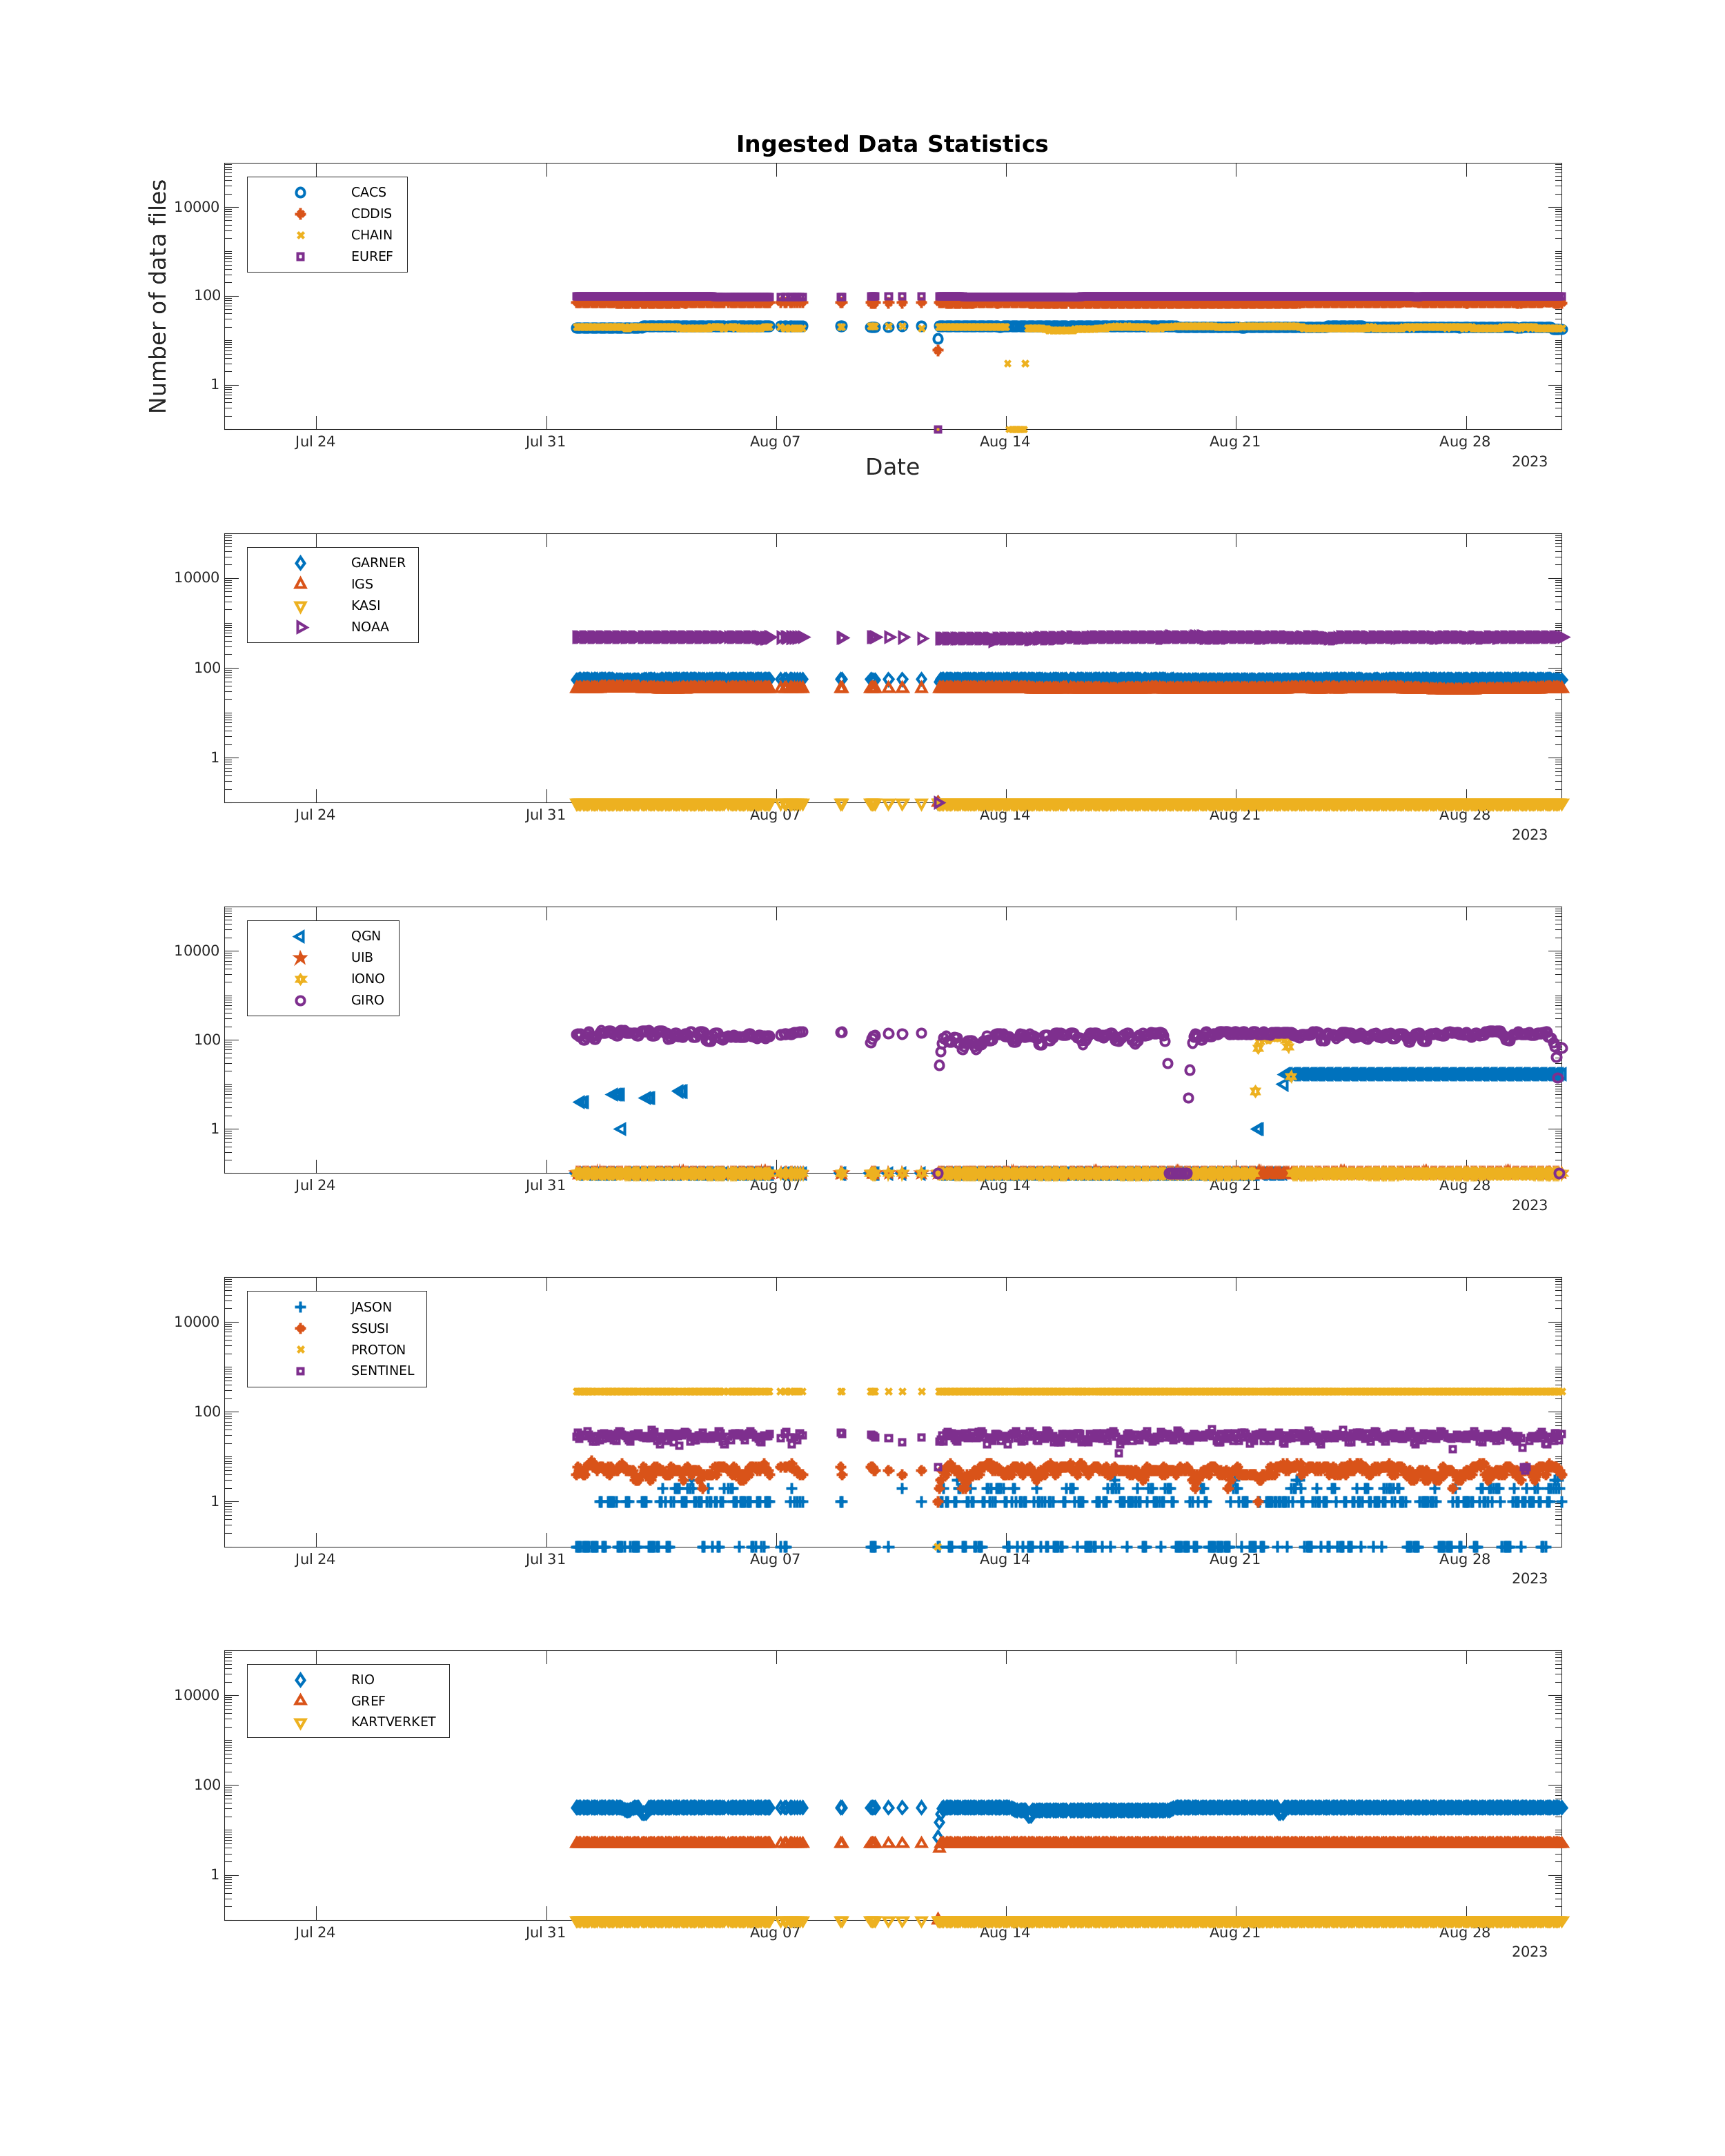 Ingested Data Statistics
Number of data files
10000
100
1
CACS
CDDIS
CHAIN
EUREF
Jul 24 Jul 31 Aug 07 Aug 14 Aug 21 Aug 28
2023
Date
10000
100
1
GARNER
IGS
KASI
NOAA
Jul 24 Jul 31 Aug 07 Aug 14 Aug 21 Aug 28
2023
10000
100
1
QGN
UIB
IONO
GIRO
Jul 24 Jul 31 Aug 07 Aug 14 Aug 21 Aug 28
2023
10000
100
1
JASON
SSUSI
PROTON
SENTINEL
Jul 24 Jul 31 Aug 07 Aug 14 Aug 21 Aug 28
2023
10000
100
1
RIO
GREF
KARTVERKET
Jul 24 Jul 31 Aug 07 Aug 14 Aug 21 Aug 28
2023